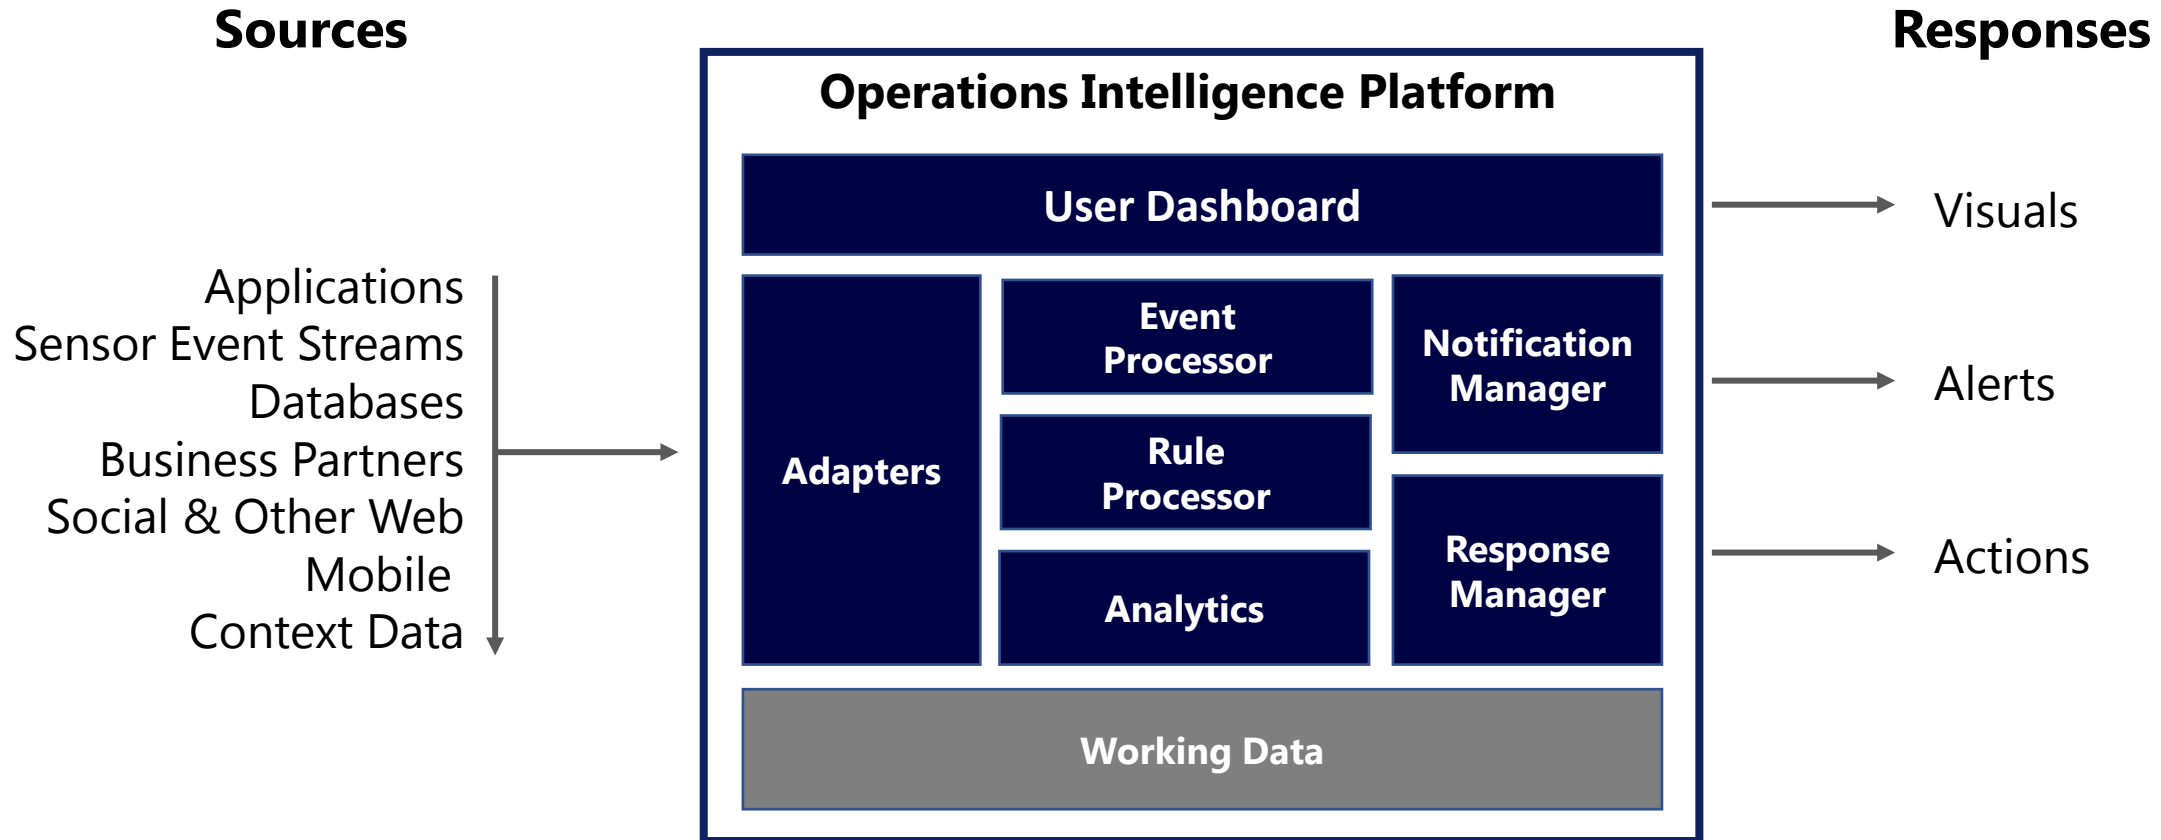 Sources
Applications
Sensor Event Streams
Databases
Business Partners
Social & Other Web
Mobile
Context Data
Operations Intelligence Platform
User Dashboard
Adapters
Event
Processor
Rule
Processor
Analytics
Notification
Manager
Response
Manager
Working Data
Responses
Visuals
Alerts
Actions